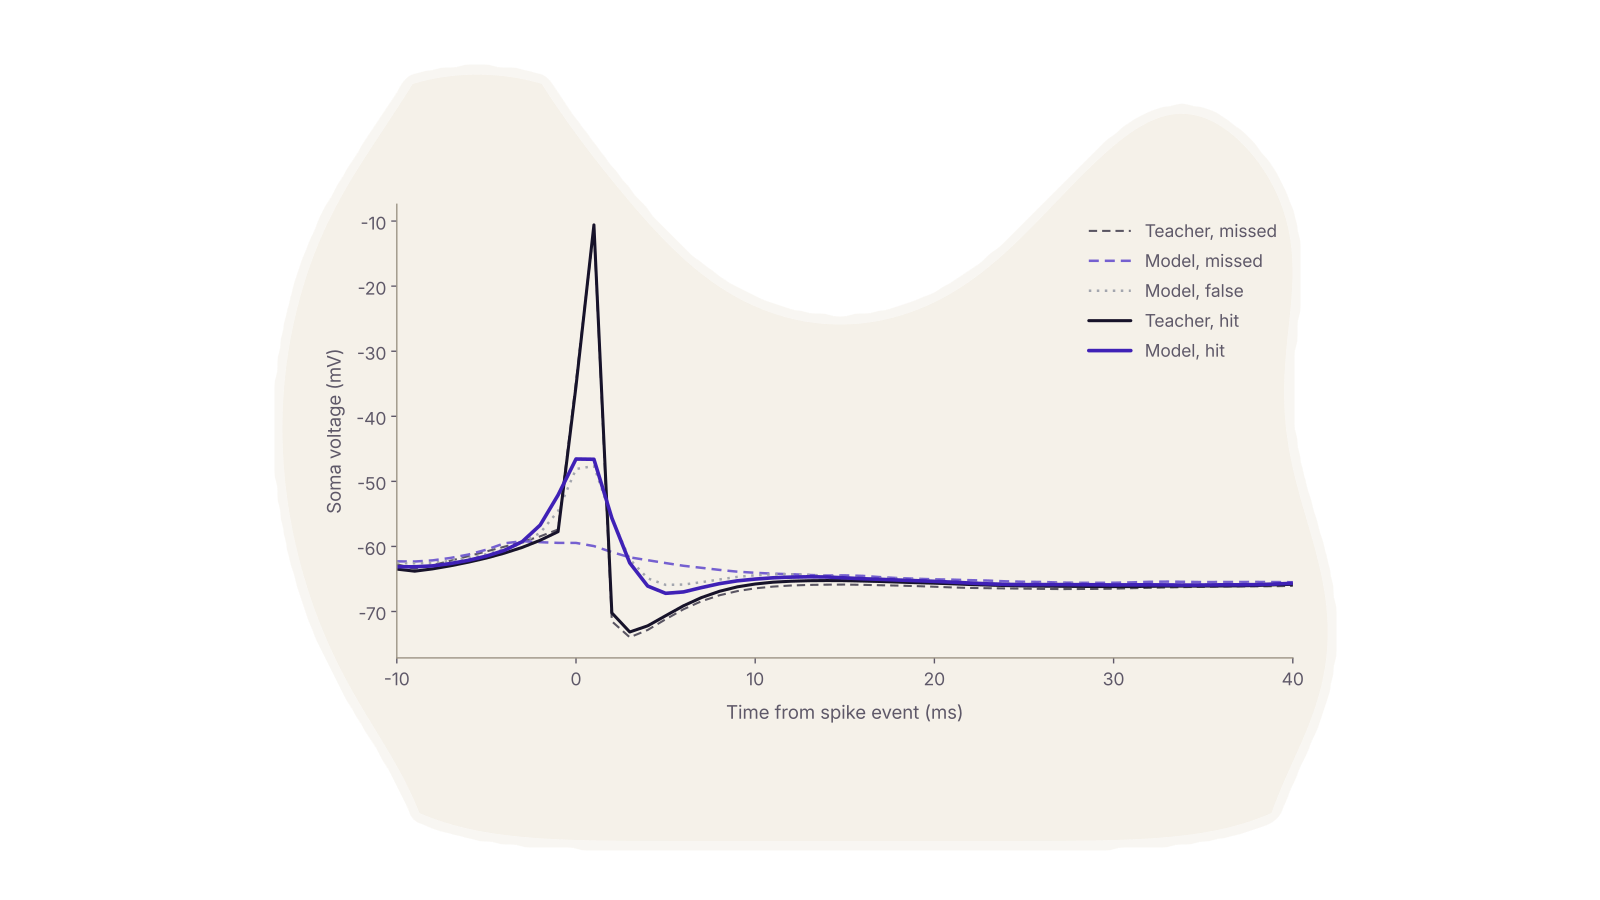 -10
-20
-30
-40
-50
-60
-70
Soma voltage (mV)
Teacher, missed
Model, missed
Model, false
Teacher, hit
Model, hit
-10 0 10 20 30 40
Time from spike event (ms)